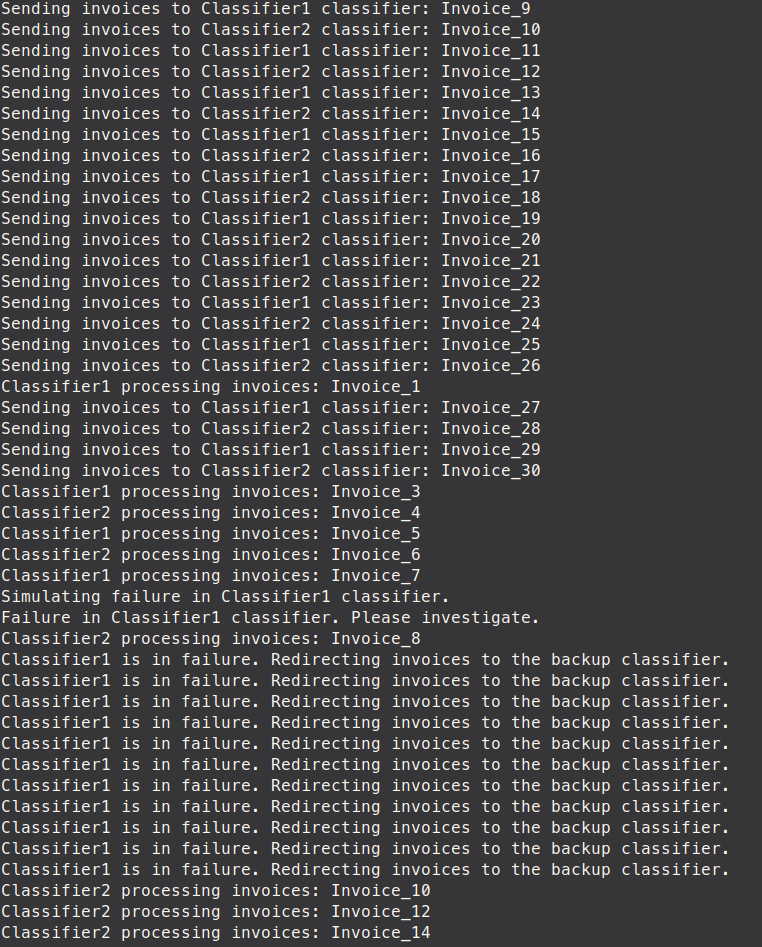 Sending invoices to Classifier1 classifier: Invoice_9
Sending invoices to Classifier2 classifier: Invoice_10
Sending invoices to Classifier1 classifier: Invoice_11
Sending invoices to Classifier2 classifier: Invoice_12
Sending invoices to Classifier1 classifier: Invoice_13
Sending invoices to Classifier2 classifier: Invoice_14
Sending invoices to Classifier1 classifier: Invoice_15
Sending invoices to Classifier2 classifier: Invoice_16
Sending invoices to Classifier1 classifier: Invoice_17
Sending invoices to Classifier2 classifier: Invoice_18
Sending invoices to Classifier1 classifier: Invoice_19
Sending invoices to Classifier2 classifier: Invoice_20
Sending invoices to Classifier1 classifier: Invoice_21
Sending invoices to Classifier2 classifier: Invoice_22
Sending invoices to Classifier1 classifier: Invoice_23
Sending invoices to Classifier2 classifier: Invoice_24
Sending invoices to Classifier1 classifier: Invoice_25
Sending invoices to Classifier2 classifier: Invoice_26
Classifier1 processing invoices: Invoice_1
Sending invoices to Classifier1 classifier: Invoice_27
Sending invoices to Classifier2 classifier: Invoice_28
Sending invoices to Classifier1 classifier: Invoice_29
Sending invoices to Classifier2 classifier: Invoice_30
Classifier1 processing invoices: Invoice_3
Classifier2 processing invoices: Invoice_4
Classifier1 processing invoices: Invoice_5
Classifier2 processing invoices: Invoice_6
Classifier1 processing invoices: Invoice_7
Simulating failure in Classifier1 classifier.
Failure in Classifier1 classifier. Please investigate.
Classifier2 processing invoices: Invoice_8
Classifier1 is in failure. Redirecting invoices to the backup classifier.
Classifier1 is in failure. Redirecting invoices to the backup classifier.
Classifier1 is in failure. Redirecting invoices to the backup classifier.
Classifier1 is in failure. Redirecting invoices to the backup classifier.
Classifier1 is in failure. Redirecting invoices to the backup classifier.
Classifier1 is in failure. Redirecting invoices to the backup classifier.
Classifier1 is in failure. Redirecting invoices to the backup classifier.
Classifier1 is in failure. Redirecting invoices to the backup classifier.
Classifier1 is in failure. Redirecting invoices to the backup classifier.
Classifier1 is in failure. Redirecting invoices to the backup classifier.
Classifier1 is in failure. Redirecting invoices to the backup classifier.
Classifier2 processing invoices: Invoice_10
Classifier2 processing invoices: Invoice_12
Classifier2 processing invoices: Invoice_14